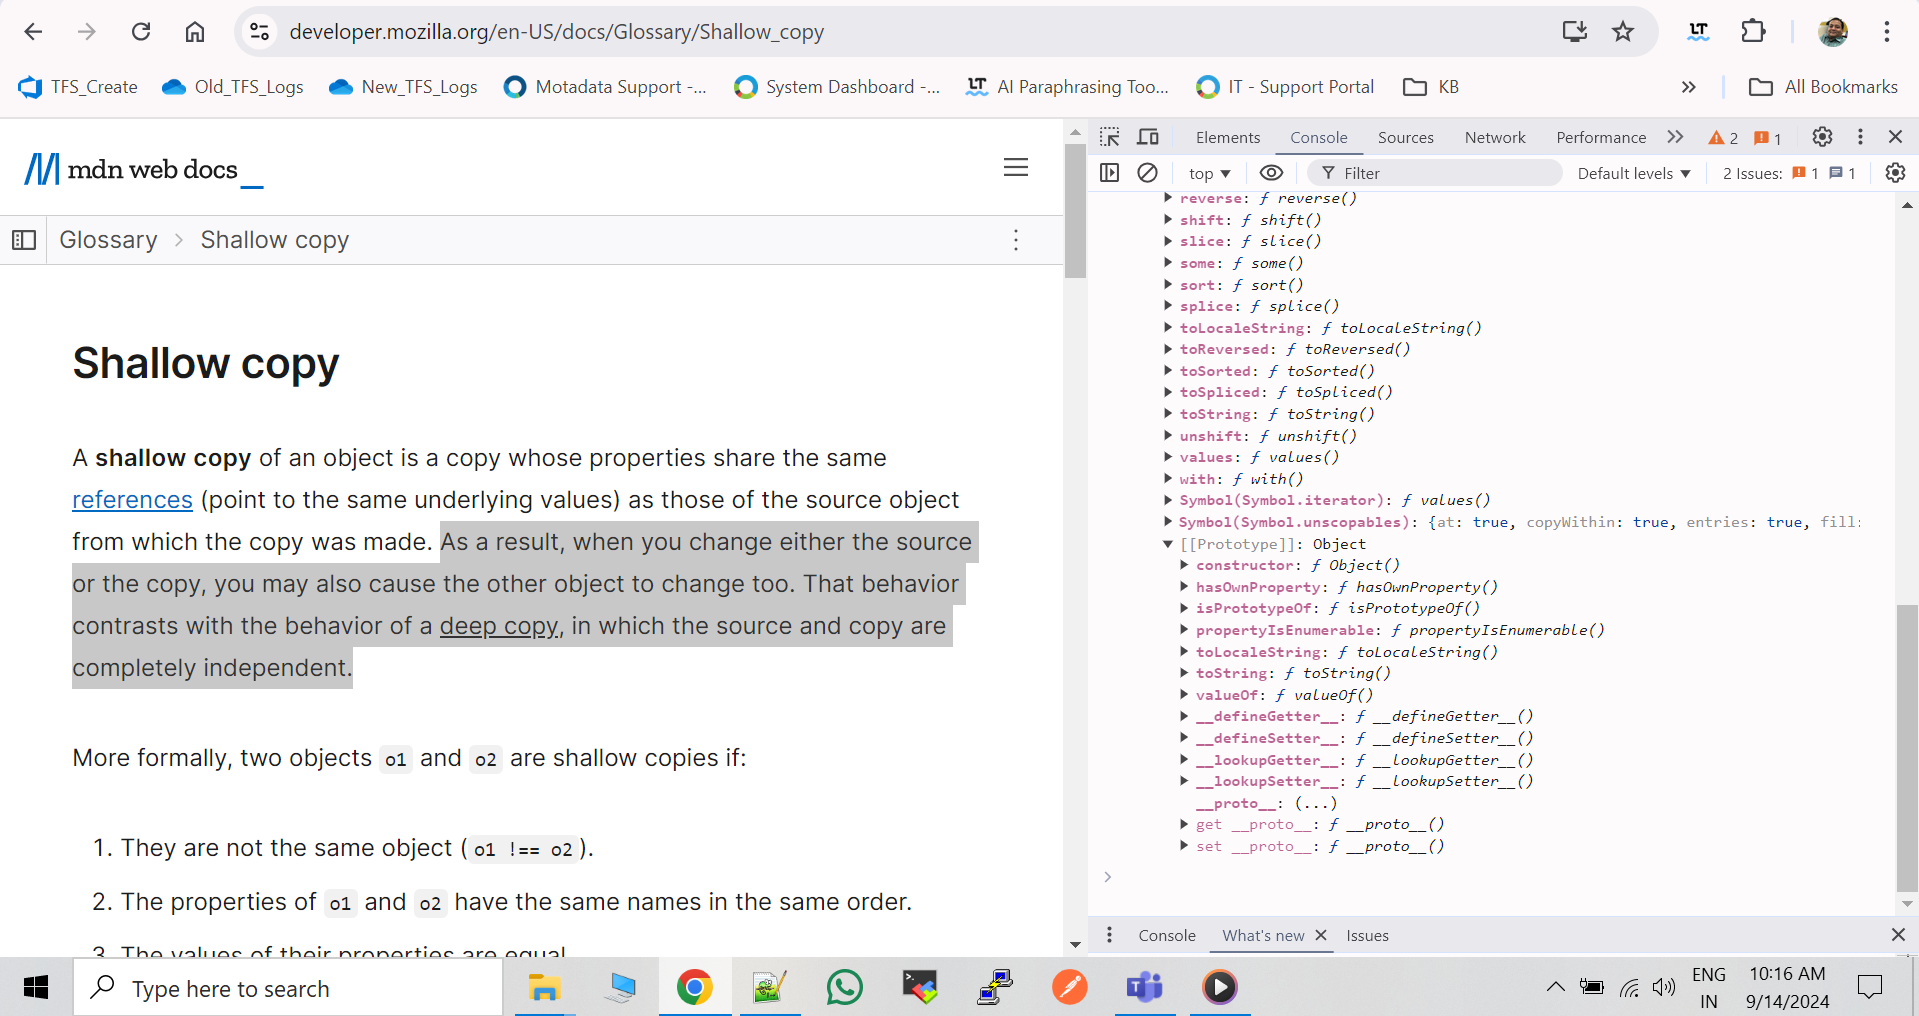 developer.mozilla.org/en-US/docs/Glossary/Shallow_copy
TFS_Create
Old_TFS_Logs
New_TFS_Logs
Motadata Support -...
System Dashboard -...
AI Paraphrasing Too...
IT - Support Portal
KB
All Bookmarks
mdn web docs_
Glossary > Shallow copy
Shallow copy
A shallow copy of an object is a copy whose properties share the same
references (point to the same underlying values) as those of the source object
from which the copy was made. As a result, when you change either the source
or the copy, you may also cause the other object to change too. That behavior
contrasts with the behavior of a deep copy, in which the source and copy are
completely independent.
More formally, two objects o1 and o2 are shallow copies if:
1. They are not the same object (o1 !== o2).
2. The properties of o1 and o2 have the same names in the same order.
3. The values of their properties are equal.
Elements Console Sources Network Performance 2 1
top Filter Default levels 2 Issues: 1 1
reverse: ƒ reverse()
shift: ƒ shift()
slice: ƒ slice()
some: ƒ some()
sort: ƒ sort()
splice: ƒ splice()
toLocaleString: ƒ toLocaleString()
toReversed: ƒ toReversed()
toSorted: ƒ toSorted()
toSpliced: ƒ toSpliced()
toString: ƒ toString()
unshift: ƒ unshift()
values: ƒ values()
with: ƒ with()
Symbol(Symbol.iterator): ƒ values()
Symbol(Symbol.unscopables): {at: true, copyWithin: true, entries: true, fill:
[[Prototype]]: Object
constructor: ƒ Object()
hasOwnProperty: ƒ hasOwnProperty()
isPrototypeOf: ƒ isPrototypeOf()
propertyIsEnumerable: ƒ propertyIsEnumerable()
toLocaleString: ƒ toLocaleString()
toString: ƒ toString()
valueOf: ƒ valueOf()
__defineGetter__: ƒ __defineGetter__()
__defineSetter__: ƒ __defineSetter__()
__lookupGetter__: ƒ __lookupGetter__()
__lookupSetter__: ƒ __lookupSetter__()
__proto__: (...)
get __proto__: ƒ __proto__()
set __proto__: ƒ __proto__()
Console What's new Issues
Type here to search
ENG
IN
10:16 AM
9/14/2024